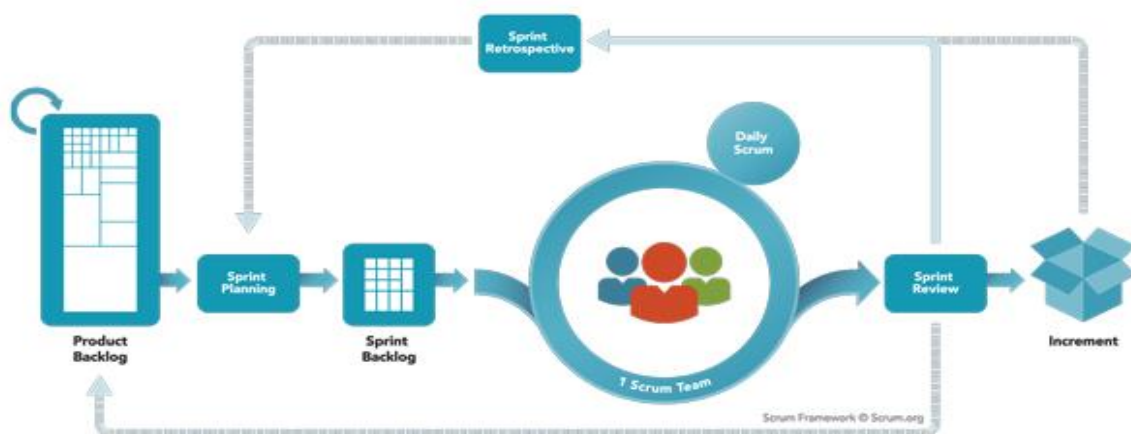 Sprint
Retrospective
Daily
Scrum
Sprint
Planning
Sprint
Review
Product
Backlog
Sprint
Backlog
Increment
1 Scrum Team
Scrum Framework © Scrum.org